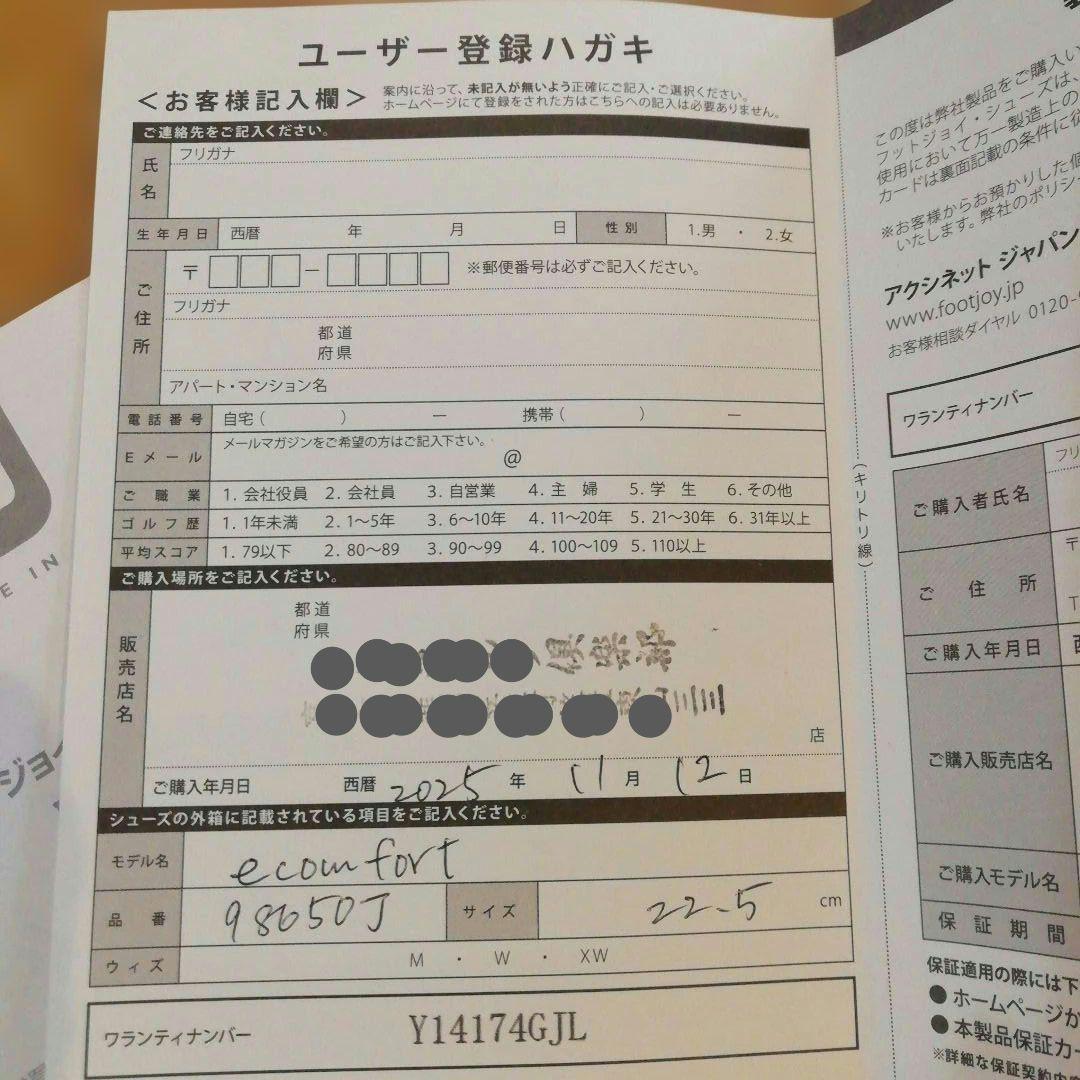 ユーザー登録ハガキ
＜お客様記入欄＞
案内に沿って、未記入が無いよう正確にご記入・ご選択ください。
ホームページにて登録をされた方はこちらへの記入は必要ありません。
ご連絡先をご記入ください。
氏名
フリガナ
生年月日 西暦 年 月 日 性別 1.男 ・ 2.女
ご住所
〒 － ※郵便番号は必ずご記入ください。
フリガナ
都道
府県
アパート・マンション名
電話番号 自宅（ ） ー 携帯（ ） ー
Eメール
メールマガジンをご希望の方はご記入下さい。
@
ご職業 1. 会社役員 2. 会社員 3. 自営業 4. 主 婦 5. 学 生 6. その他
ゴルフ歴 1. 1年未満 2. 1〜5年 3. 6〜10年 4. 11〜20年 5. 21〜30年 6. 31年以上
平均スコア 1. 79以下 2. 80〜89 3. 90〜99 4. 100〜109 5. 110以上
ご購入場所をご記入ください。
販売店名
都道
府県
倶楽部
店
ご購入年月日 西暦 2025 年 11 月 12 日
シューズの外箱に記載されている項目をご記入ください。
モデル名 ecomfort
品番 98650J サイズ 22.5 cm
ウィズ M ・ W ・ XW
ワランティナンバー Y14174GJL
（キリトリ線）
この度は弊社製品をご購入い
フットジョイ・シューズは、
使用において万一製造上の
カードは裏面記載の条件に従
※お客様からお預かりした個
いたします。弊社のポリシー
アクシネット ジャパン
www.footjoy.jp
お客様相談ダイヤル 0120-
ワランティナンバー
ご購入者氏名
フリ
ご住所
〒
ご購入年月日
ご購入販売店名
ご購入モデル名
保証期間
保証適用の際には下
● ホームページか
● 本製品保証カー
※詳細な保証契約内
E IN
ジョイ